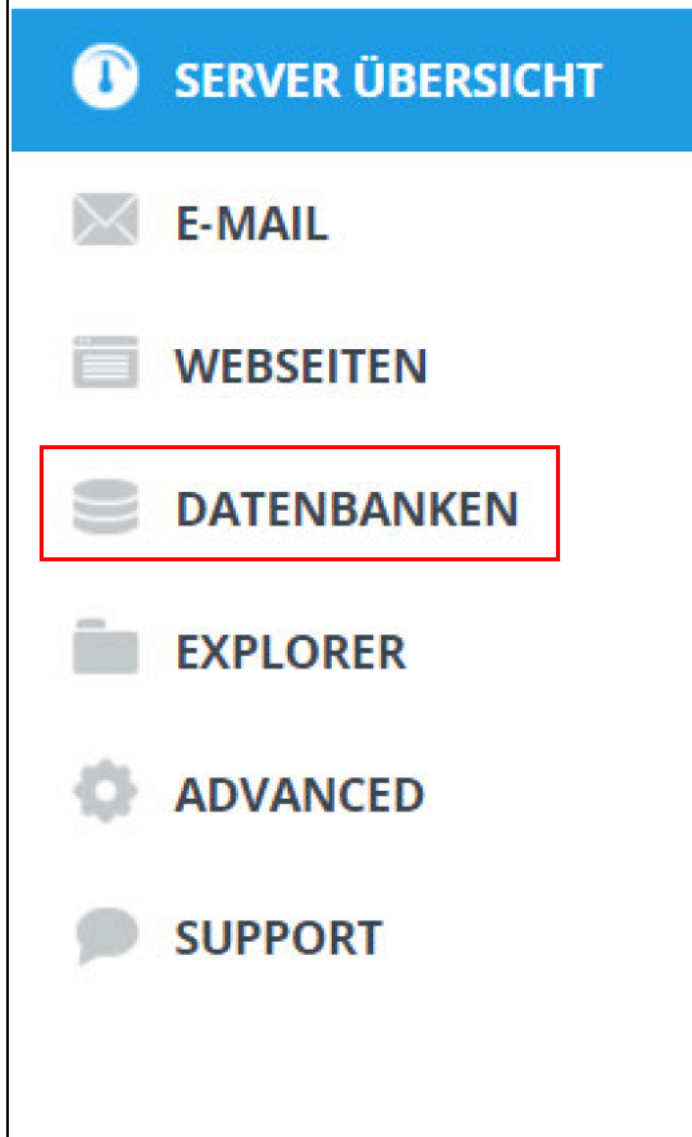 SERVER ÜBERSICHT
E-MAIL
WEBSEITEN
DATENBANKEN
EXPLORER
ADVANCED
SUPPORT